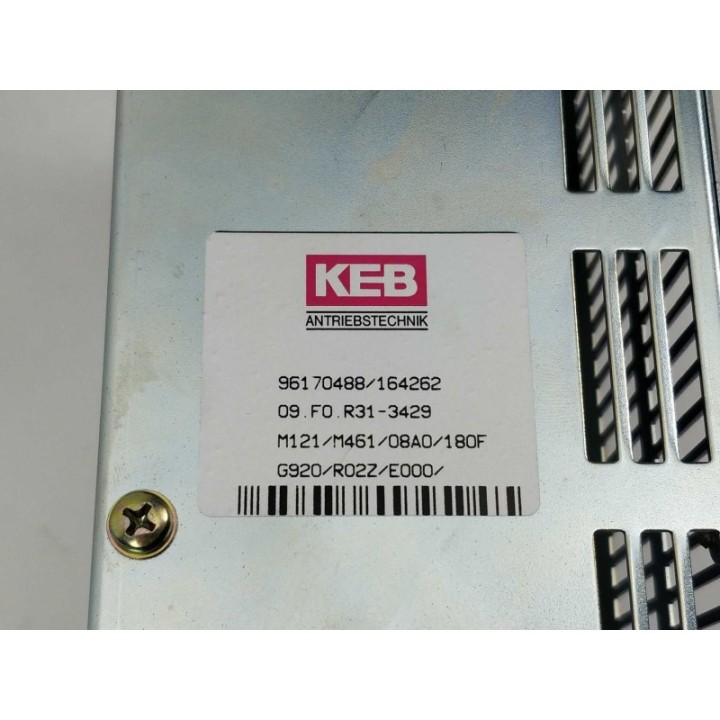 KEB
ANTRIEBSTECHNIK
96170488/164262
09.F0.R31-3429
M121/M461/08A0/180F
G920/R02Z/E000/